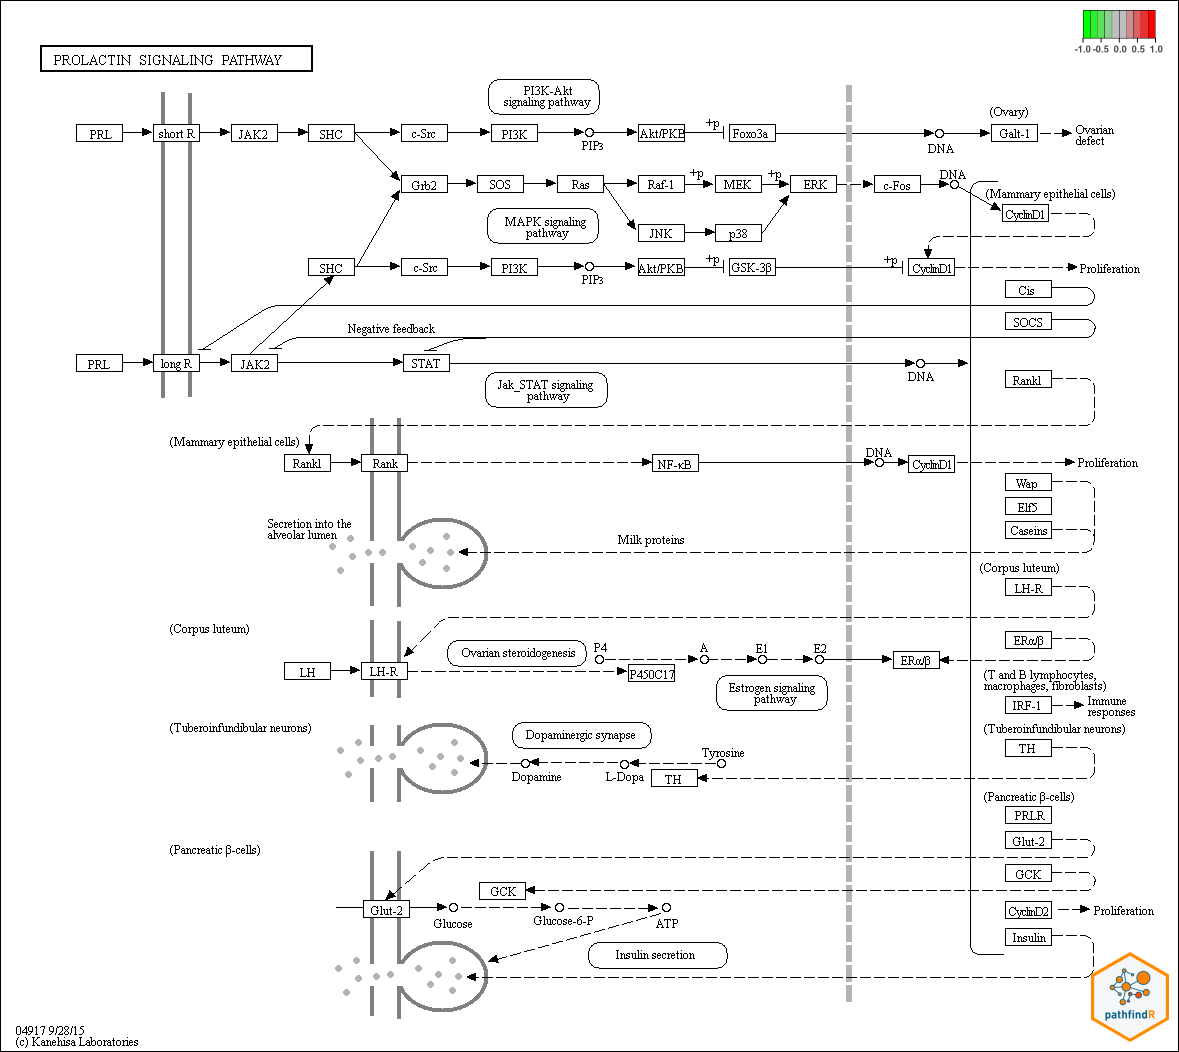 -1.0 -0.5 0.0 0.5 1.0
PROLACTIN SIGNALING PATHWAY
PI3K-Akt
signaling pathway
(Ovary)
PRL
short R
JAK2
SHC
c-Src
PI3K
PIP3
Akt/PKB
+p
Foxo3a
DNA
Galt-1
Ovarian
defect
Grb2
SOS
Ras
Raf-1
+p
MEK
+p
ERK
c-Fos
DNA
(Mammary epithelial cells)
CyclinD1
MAPK signaling
pathway
JNK
p38
SHC
c-Src
PI3K
PIP3
Akt/PKB
+p
GSK-3β
+p
CyclinD1
Proliferation
Cis
SOCS
Negative feedback
PRL
long R
JAK2
STAT
DNA
Jak_STAT signaling
pathway
Rankl
(Mammary epithelial cells)
Rankl
Rank
NF-κB
DNA
CyclinD1
Proliferation
Wap
Elf5
Caseins
Secretion into the
alveolar lumen
Milk proteins
(Corpus luteum)
LH-R
(Corpus luteum)
Ovarian steroidogenesis
P4
A
E1
E2
ERα/β
ERα/β
LH
LH-R
P450C17
Estrogen signaling
pathway
(T and B lymphocytes,
macrophages, fibroblasts)
IRF-1
Immune
responses
(Tuberoinfundibular neurons)
(Tuberoinfundibular neurons)
TH
Dopaminergic synapse
Tyrosine
Dopamine
L-Dopa
TH
(Pancreatic β-cells)
PRLR
Glut-2
(Pancreatic β-cells)
GCK
GCK
Glut-2
Glucose
Glucose-6-P
ATP
CyclinD2
Proliferation
Insulin
Insulin secretion
pathfindR
04917 9/28/15
(c) Kanehisa Laboratories